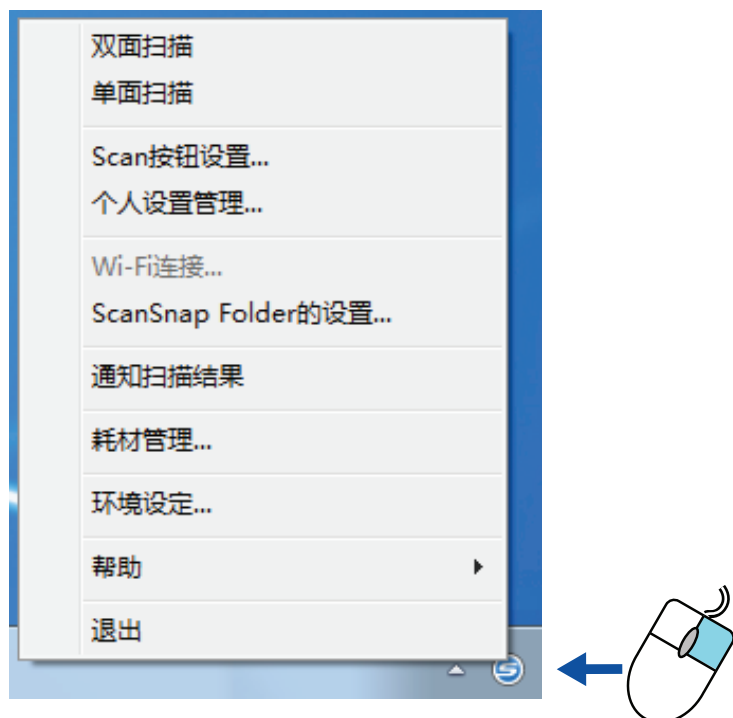 双面扫描
单面扫描
Scan按钮设置...
个人设置管理...
Wi-Fi连接...
ScanSnap Folder的设置...
通知扫描结果
耗材管理...
环境设定...
帮助
退出